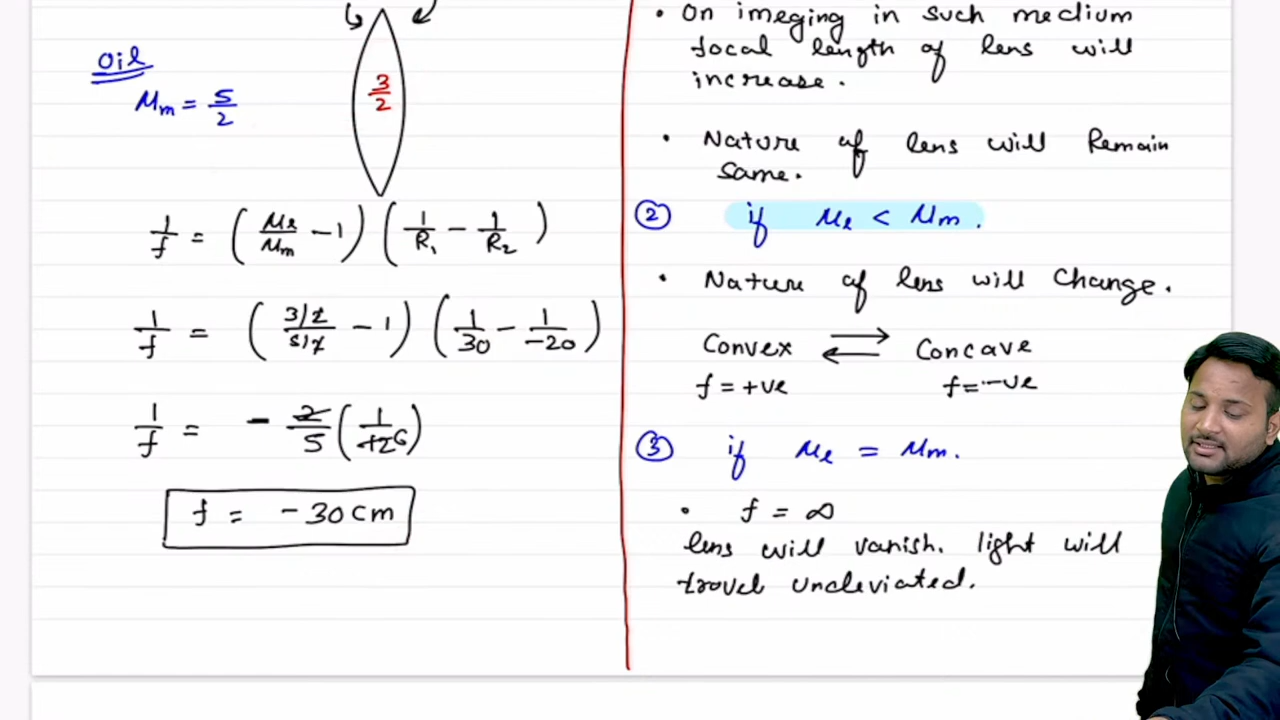 Oil
μm = 5/2
3/2
1/f = (μℓ/μm − 1) (1/R₁ − 1/R₂)
1/f = (3/2/5/2 − 1) (1/30 − 1/−20)
1/f = − 2/5 (1/12 6)
f = − 30 cm
• On imeging in such medium
focal length of lens will
increase.
• Nature of lens will Remain
same.
② if μℓ < μm.
• Nature of lens will Change.
Convex ⇌ Concave
f = +ve f = −ve
③ if μℓ = μm.
• f = ∞
lens will vanish. light will
travel undeviated.